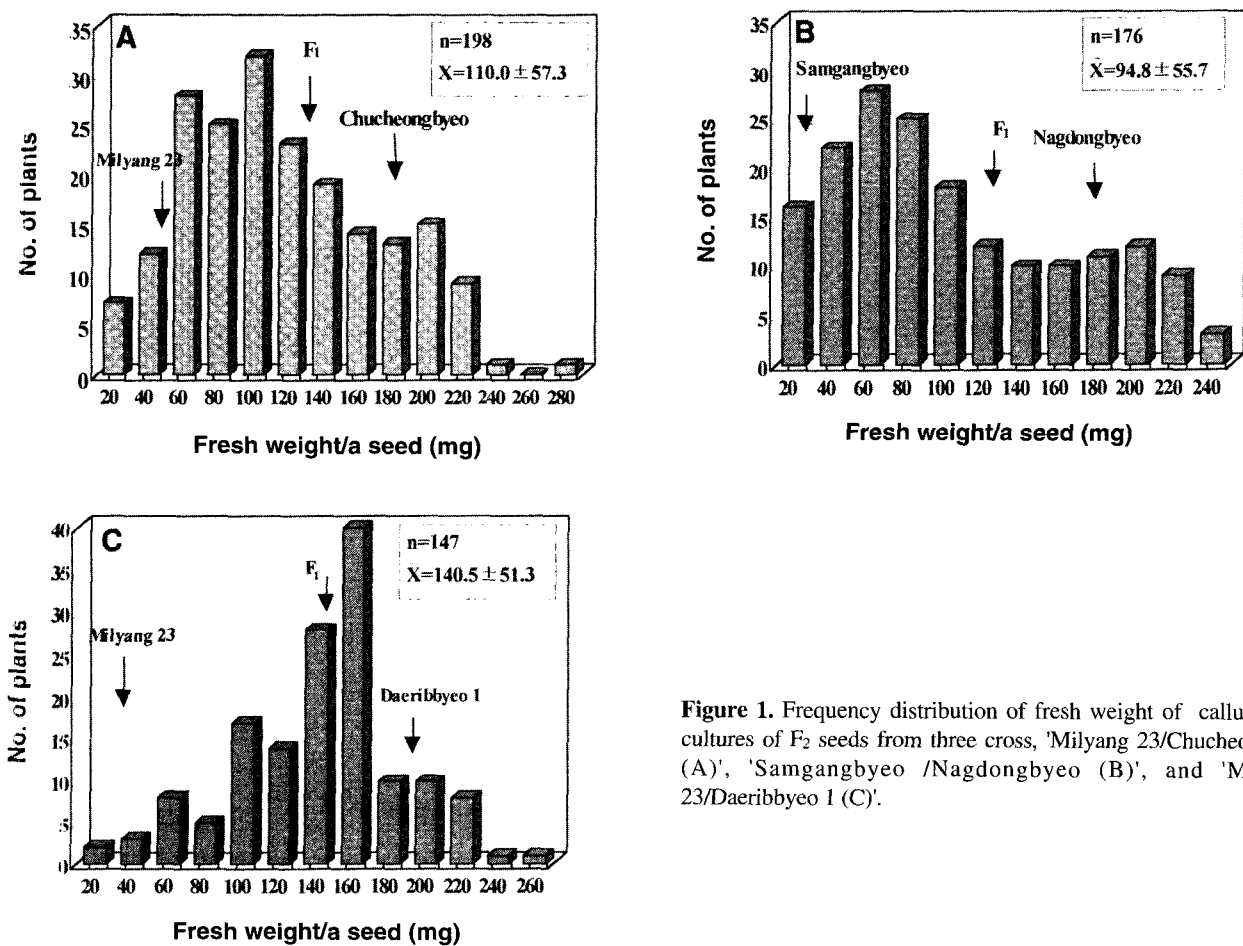 A
n=198
X=110.0±57.3
F1
Chucheongbyeo
Milyang 23
No. of plants
35
30
25
20
15
10
5
0
20 40 60 80 100 120 140 160 180 200 220 240 260 280
Fresh weight/a seed (mg)
B
n=176
X=94.8±55.7
Samgangbyeo
F1
Nagdongbyeo
No. of plants
35
30
25
20
15
10
5
0
20 40 60 80 100 120 140 160 180 200 220 240
Fresh weight/a seed (mg)
C
n=147
X=140.5±51.3
F1
Milyang 23
Daeribbyeo 1
No. of plants
40
35
30
25
20
15
10
5
0
20 40 60 80 100 120 140 160 180 200 220 240 260
Fresh weight/a seed (mg)
Figure 1. Frequency distribution of fresh weight of callu
cultures of F2 seeds from three cross, 'Milyang 23/Chucheo
(A)', 'Samgangbyeo /Nagdongbyeo (B)', and 'M
23/Daeribbyeo 1 (C)'.